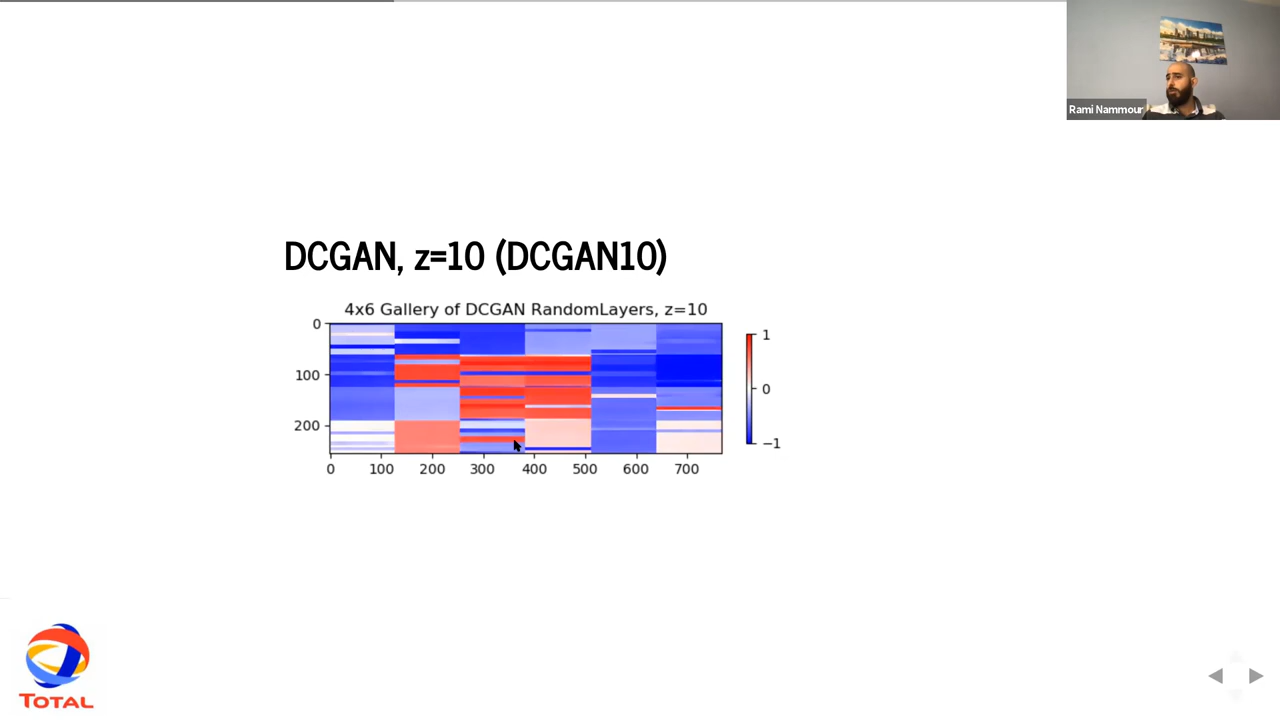 Rami Nammour
DCGAN, z=10 (DCGAN10)
4x6 Gallery of DCGAN RandomLayers, z=10
0
100
200
0 100 200 300 400 500 600 700
1
0
−1
TOTAL